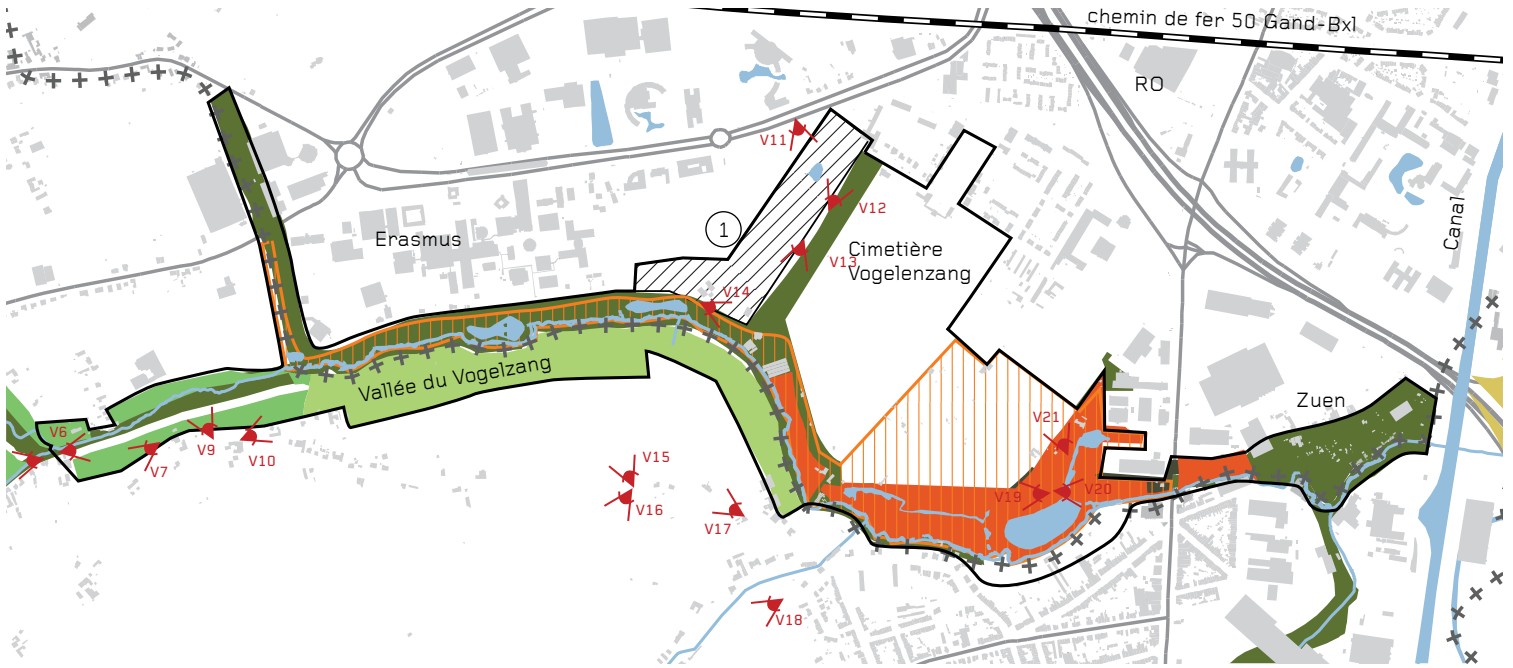 chemin de fer 50 Gand-Bxl
RO
V11
V12
1
Erasmus
Cimetière
Vogelenzang
V13
Canal
V14
Vallée du Vogelzang
Zuen
V6
V7
V9
V10
V21
V15
V16
V17
V19
V20
V18